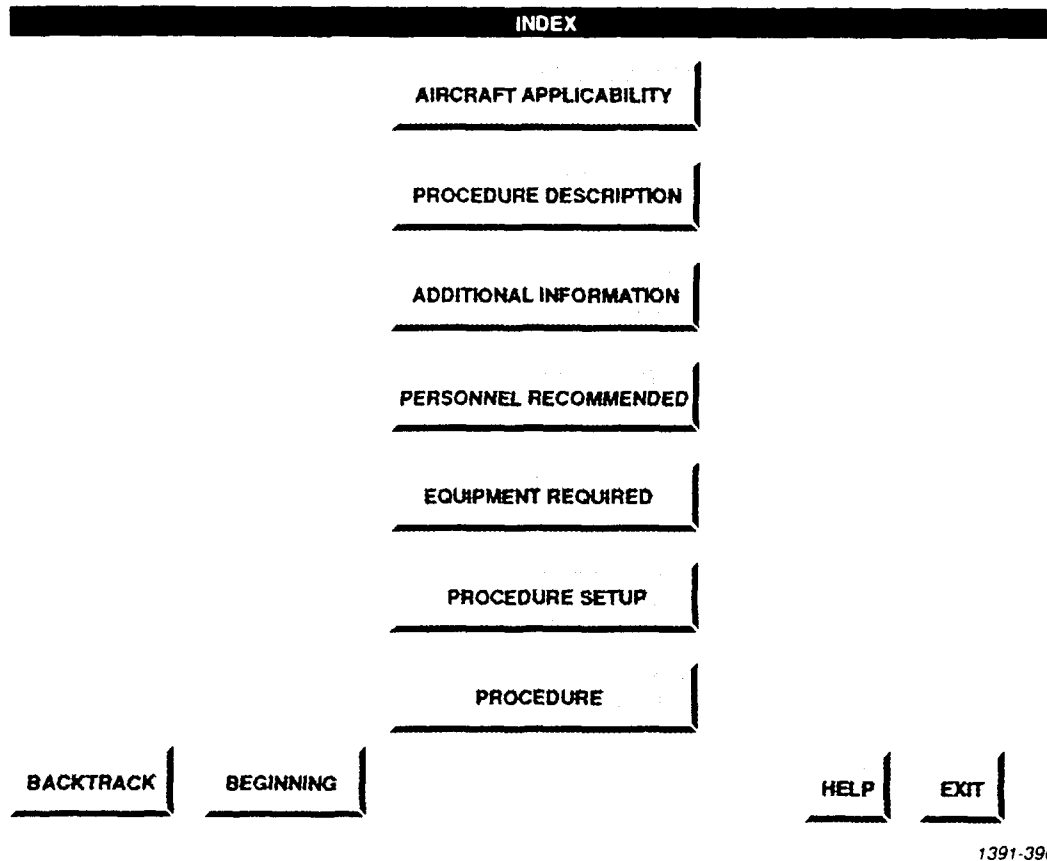 INDEX
AIRCRAFT APPLICABILITY
PROCEDURE DESCRIPTION
ADDITIONAL INFORMATION
PERSONNEL RECOMMENDED
EQUIPMENT REQUIRED
PROCEDURE SETUP
PROCEDURE
BACKTRACK BEGINNING HELP EXIT